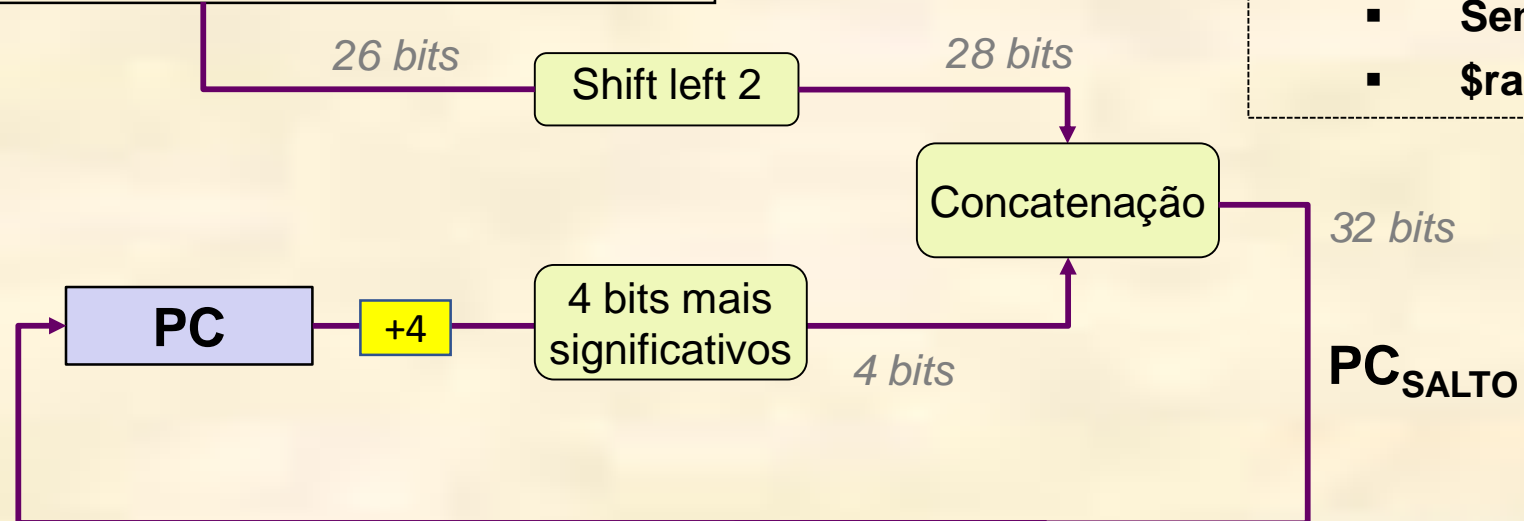 26 bits
Shift left 2
28 bits
$ra
Concatenação
32 bits
PC
+4
4 bits mais
significativos
4 bits
PCSALTO